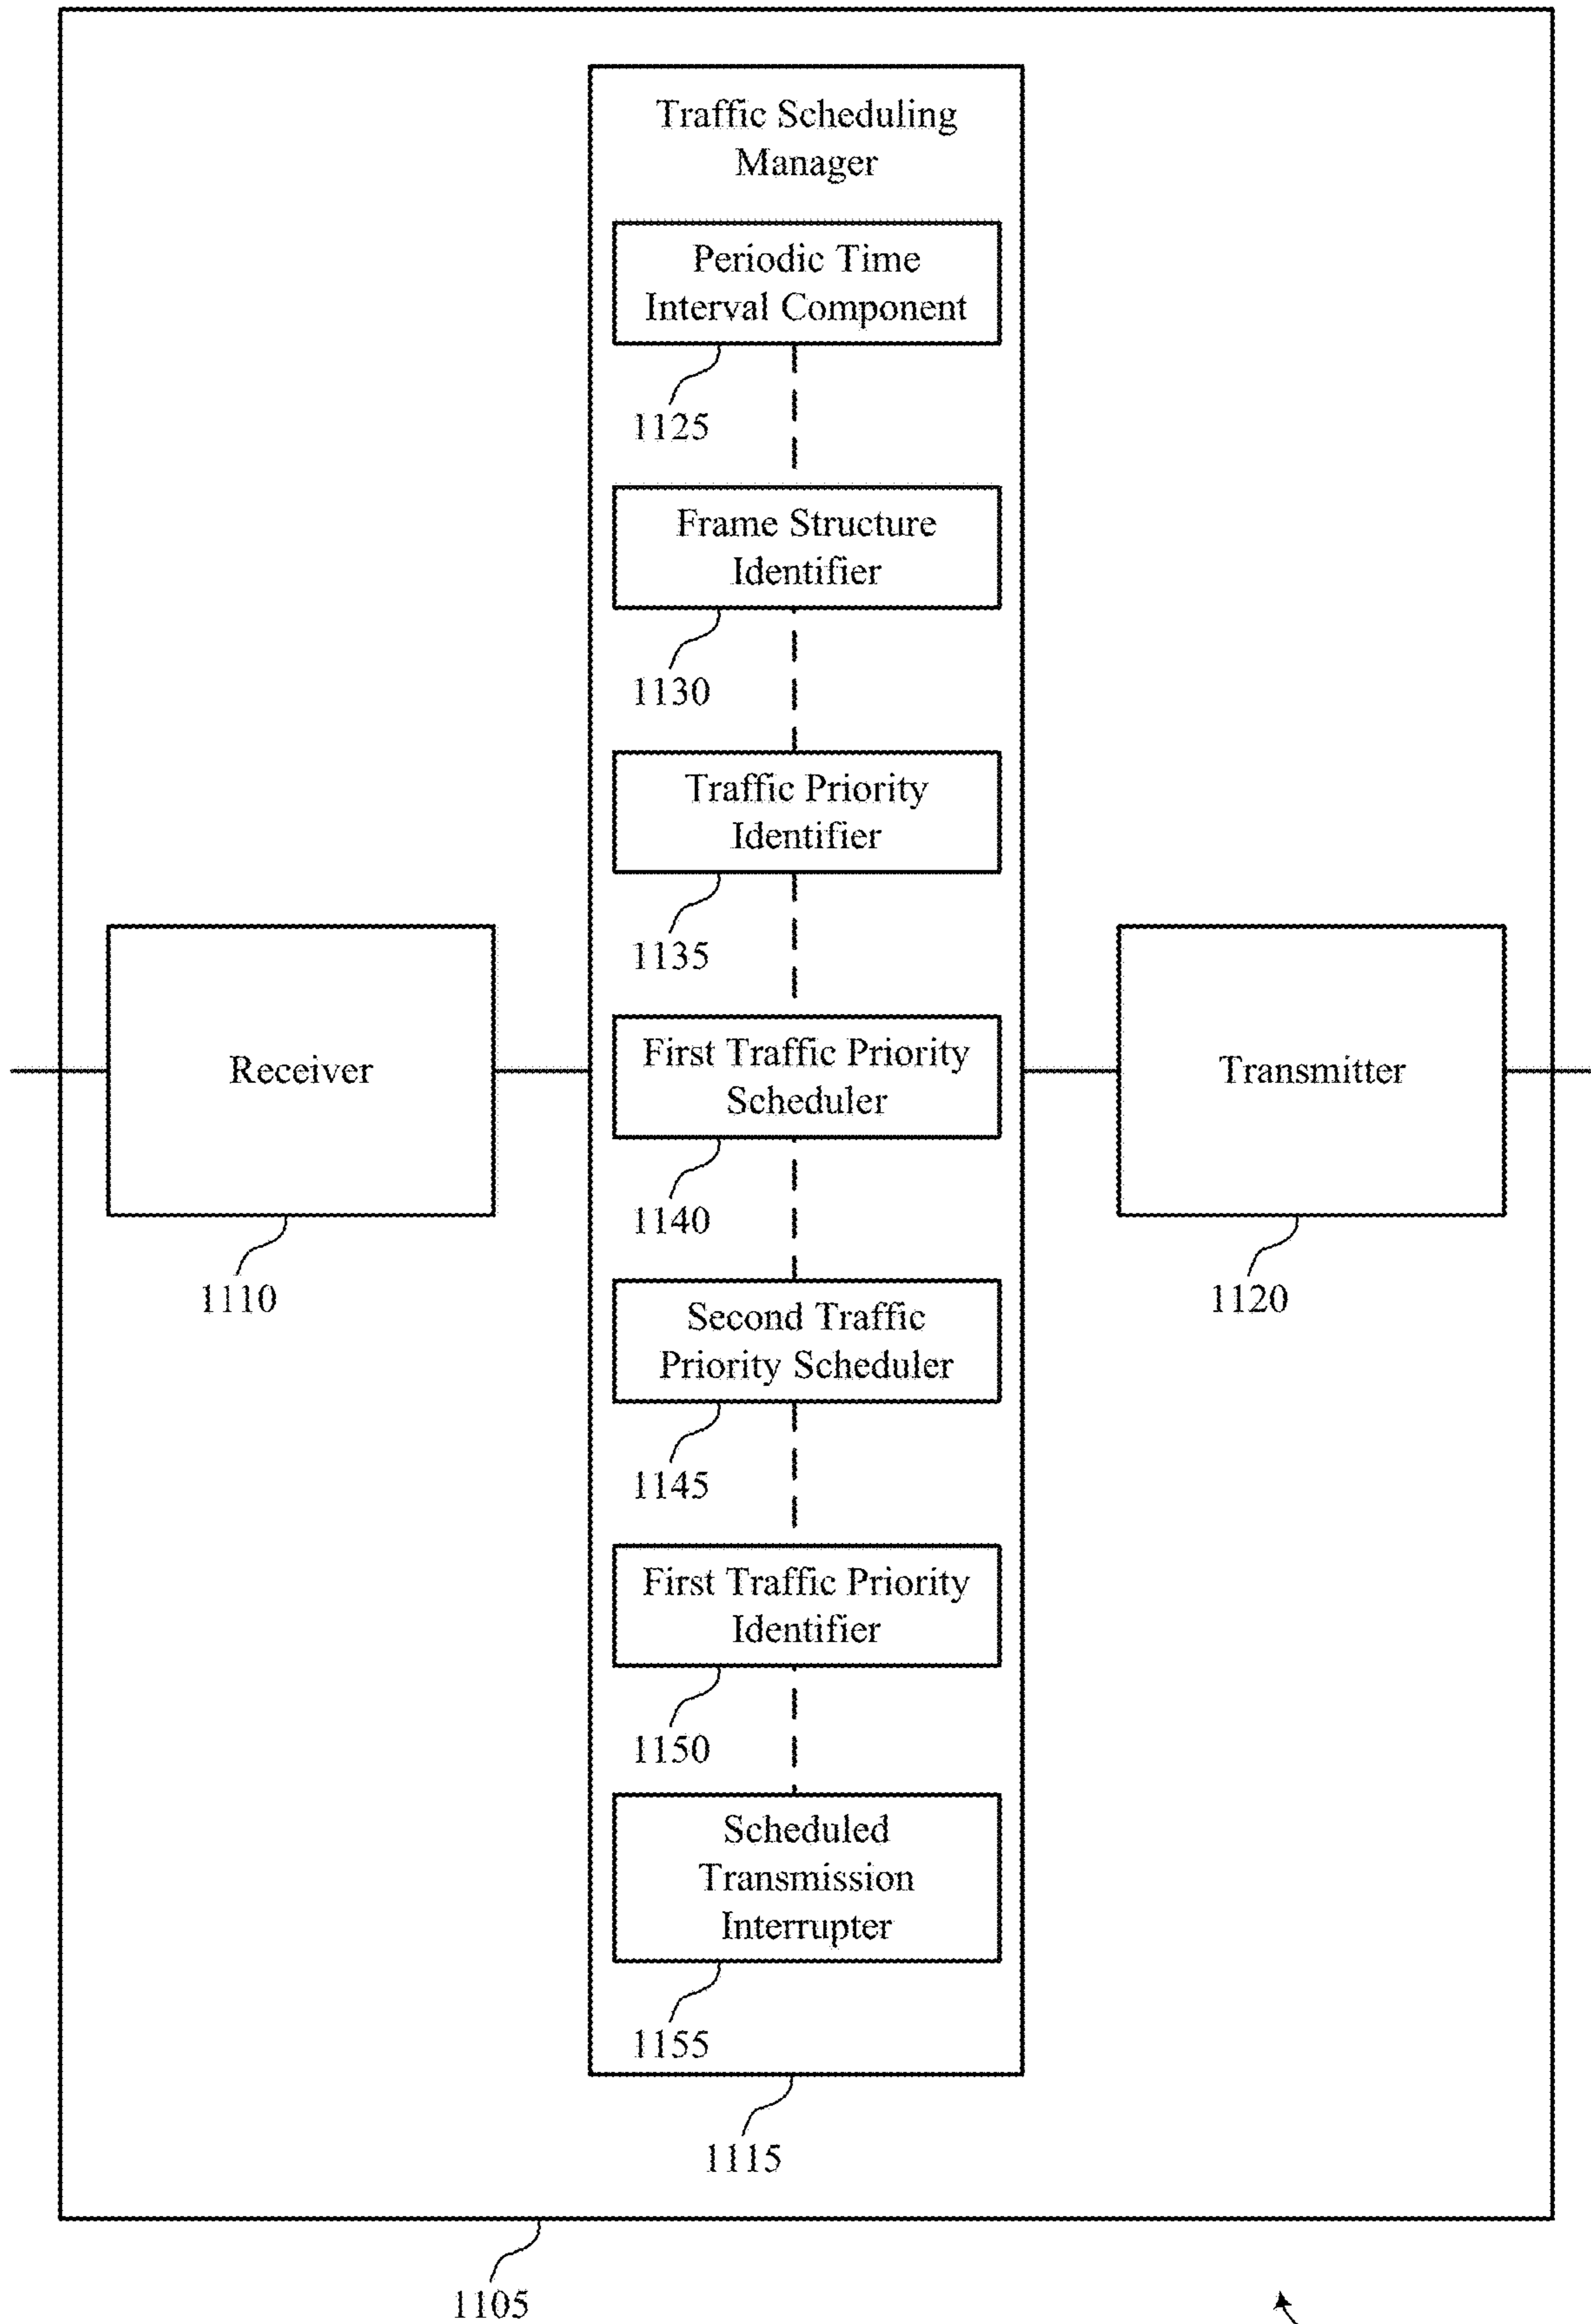 Traffic Scheduling
Manager
Periodic Time
Interval Component
1125
Frame Structure
Identifier
1130
Traffic Priority
Identifier
1135
Receiver
1110
First Traffic Priority
Scheduler
1140
Transmitter
1120
Second Traffic
Priority Scheduler
1145
First Traffic Priority
Identifier
1150
Scheduled
Transmission
Interrupter
1155
1115
1105